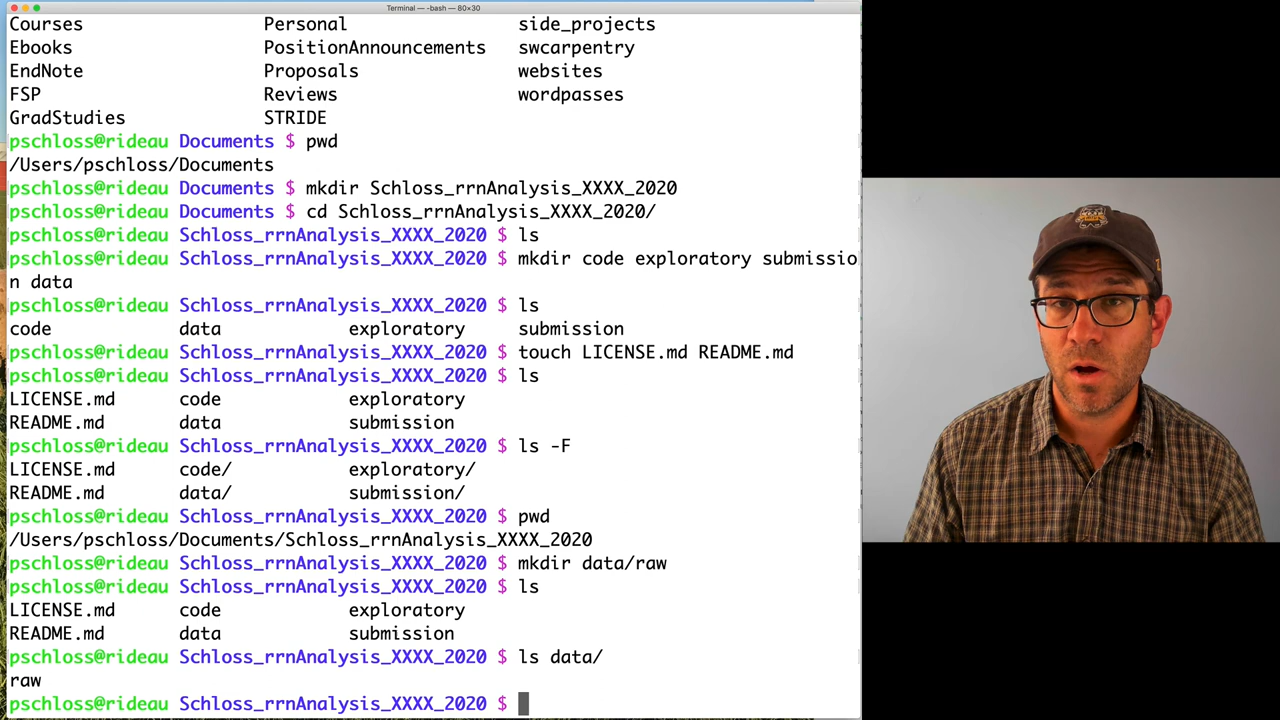 Terminal — -bash — 80×30
Courses Personal side_projects
Ebooks PositionAnnouncements swcarpentry
EndNote Proposals websites
FSP Reviews wordpasses
GradStudies STRIDE
pschloss@rideau Documents $ pwd
/Users/pschloss/Documents
pschloss@rideau Documents $ mkdir Schloss_rrnAnalysis_XXXX_2020
pschloss@rideau Documents $ cd Schloss_rrnAnalysis_XXXX_2020/
pschloss@rideau Schloss_rrnAnalysis_XXXX_2020 $ ls
pschloss@rideau Schloss_rrnAnalysis_XXXX_2020 $ mkdir code exploratory submissio
n data
pschloss@rideau Schloss_rrnAnalysis_XXXX_2020 $ ls
code data exploratory submission
pschloss@rideau Schloss_rrnAnalysis_XXXX_2020 $ touch LICENSE.md README.md
pschloss@rideau Schloss_rrnAnalysis_XXXX_2020 $ ls
LICENSE.md code exploratory
README.md data submission
pschloss@rideau Schloss_rrnAnalysis_XXXX_2020 $ ls -F
LICENSE.md code/ exploratory/
README.md data/ submission/
pschloss@rideau Schloss_rrnAnalysis_XXXX_2020 $ pwd
/Users/pschloss/Documents/Schloss_rrnAnalysis_XXXX_2020
pschloss@rideau Schloss_rrnAnalysis_XXXX_2020 $ mkdir data/raw
pschloss@rideau Schloss_rrnAnalysis_XXXX_2020 $ ls
LICENSE.md code exploratory
README.md data submission
pschloss@rideau Schloss_rrnAnalysis_XXXX_2020 $ ls data/
raw
pschloss@rideau Schloss_rrnAnalysis_XXXX_2020 $